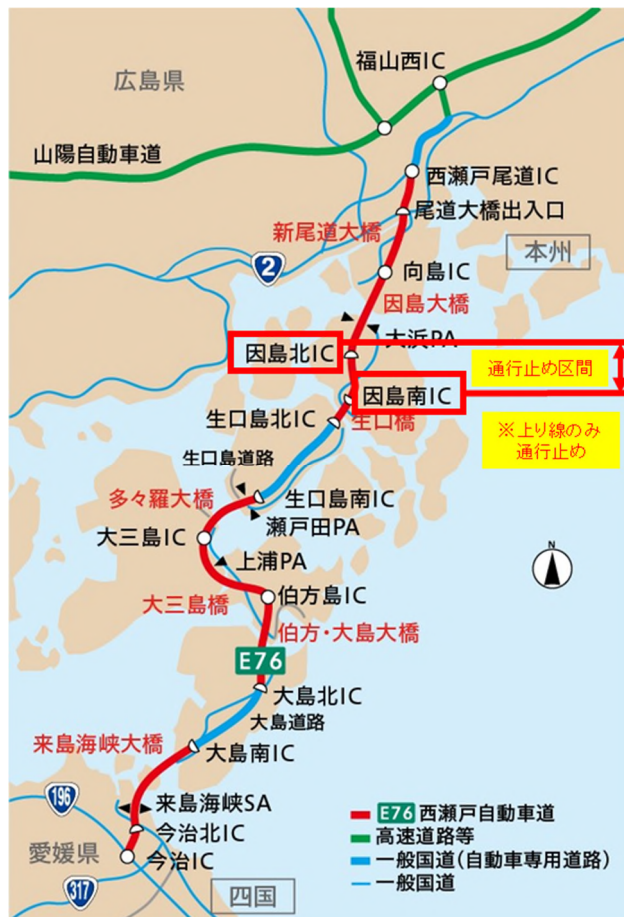 福山西IC
広島県
山陽自動車道
西瀬戸尾道IC
尾道大橋出入口
新尾道大橋
本州
2
向島IC
因島大橋
大浜PA
因島北IC
通行止め区間
因島南IC
生口島北IC
生口橋
※上り線のみ
通行止め
生口島道路
多々羅大橋
生口島南IC
瀬戸田PA
大三島IC
上浦PA
N
大三島橋
伯方島IC
伯方・大島大橋
E76
大島北IC
大島道路
来島海峡大橋
大島南IC
196
来島海峡SA
今治北IC
愛媛県
今治IC
317
四国
E76 西瀬戸自動車道
高速道路等
一般国道(自動車専用道路)
一般国道